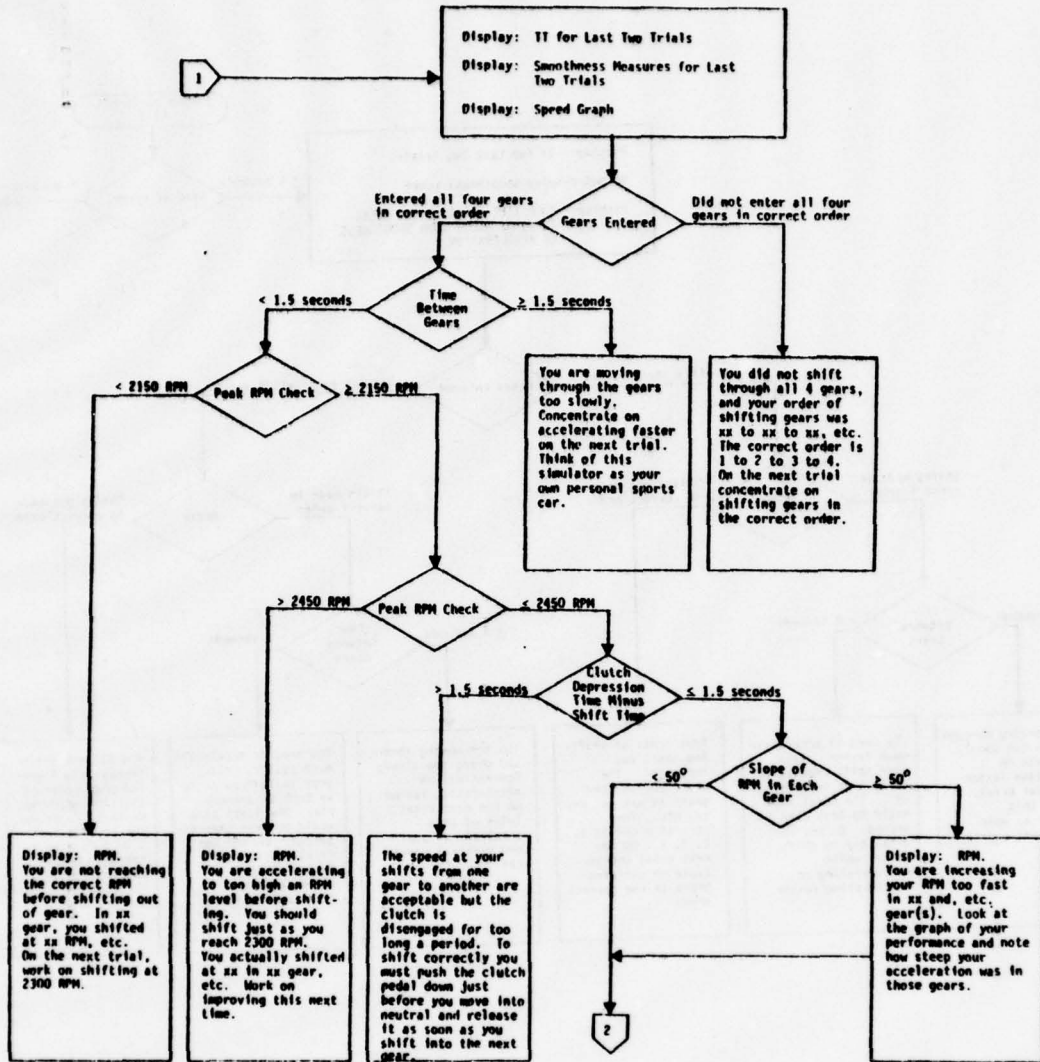 1
Display: TT for Last Two Trials
Display: Smoothness Measures for Last
Two Trials
Display: Speed Graph
Entered all four gears
in correct order
Gears Entered
Did not enter all four
gears in correct order
< 1.5 seconds
Time
Between
Gears
≥ 1.5 seconds
< 2150 RPM
Peak RPM Check
≥ 2150 RPM
You are moving
through the gears
too slowly.
Concentrate on
accelerating faster
on the next trial.
Think of this
simulator as your
own personal sports
car.
You did not shift
through all 4 gears,
and your order of
shifting gears was
xx to xx to xx, etc.
The correct order is
1 to 2 to 3 to 4.
On the next trial
concentrate on
shifting gears in
the correct order.
> 2450 RPM
Peak RPM Check
≤ 2450 RPM
> 1.5 seconds
Clutch
Depression
Time Minus
Shift Time
≤ 1.5 seconds
< 50°
Slope of
RPM in Each
Gear
≥ 50°
Display: RPM.
You are not reaching
the correct RPM
before shifting out
of gear. In xx
gear, you shifted
at xx RPM, etc.
On the next trial,
work on shifting at
2300 RPM.
Display: RPM.
You are accelerating
to too high an RPM
level before shift-
ing. You should
shift just as you
reach 2300 RPM.
You actually shifted
at xx in xx gear,
etc. Work on
improving this next
time.
The speed at your
shifts from one
gear to another are
acceptable but the
clutch is
disengaged for too
long a period. To
shift correctly you
must push the clutch
pedal down just
before you move into
neutral and release
it as soon as you
shift into the next
gear.
Display: RPM.
You are increasing
your RPM too fast
in xx and, etc.
gear(s). Look at
the graph of your
performance and note
how steep your
acceleration was in
those gears.
2